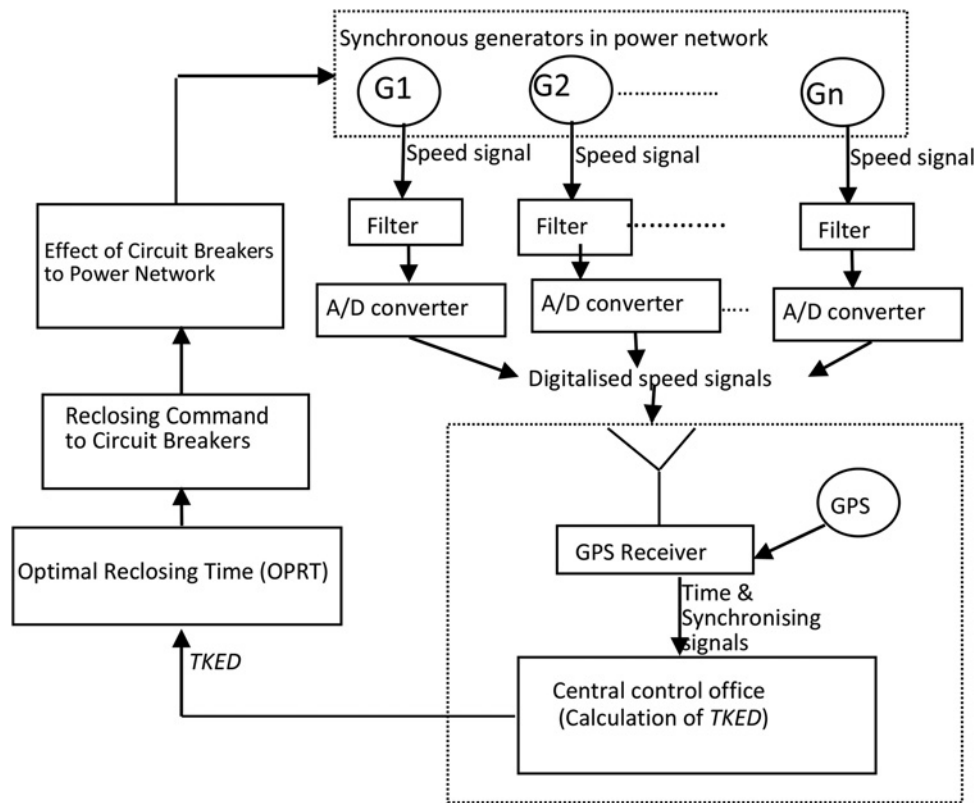 Synchronous generators in power network
G1
G2
Gn
Speed signal
Speed signal
Speed signal
Filter
Filter
Filter
A/D converter
A/D converter
A/D converter
Digitalised speed signals
GPS
GPS Receiver
Time &
Synchronising
signals
Central control office
(Calculation of TKED)
TKED
Optimal Reclosing Time (OPRT)
Reclosing Command
to Circuit Breakers
Effect of Circuit Breakers
to Power Network